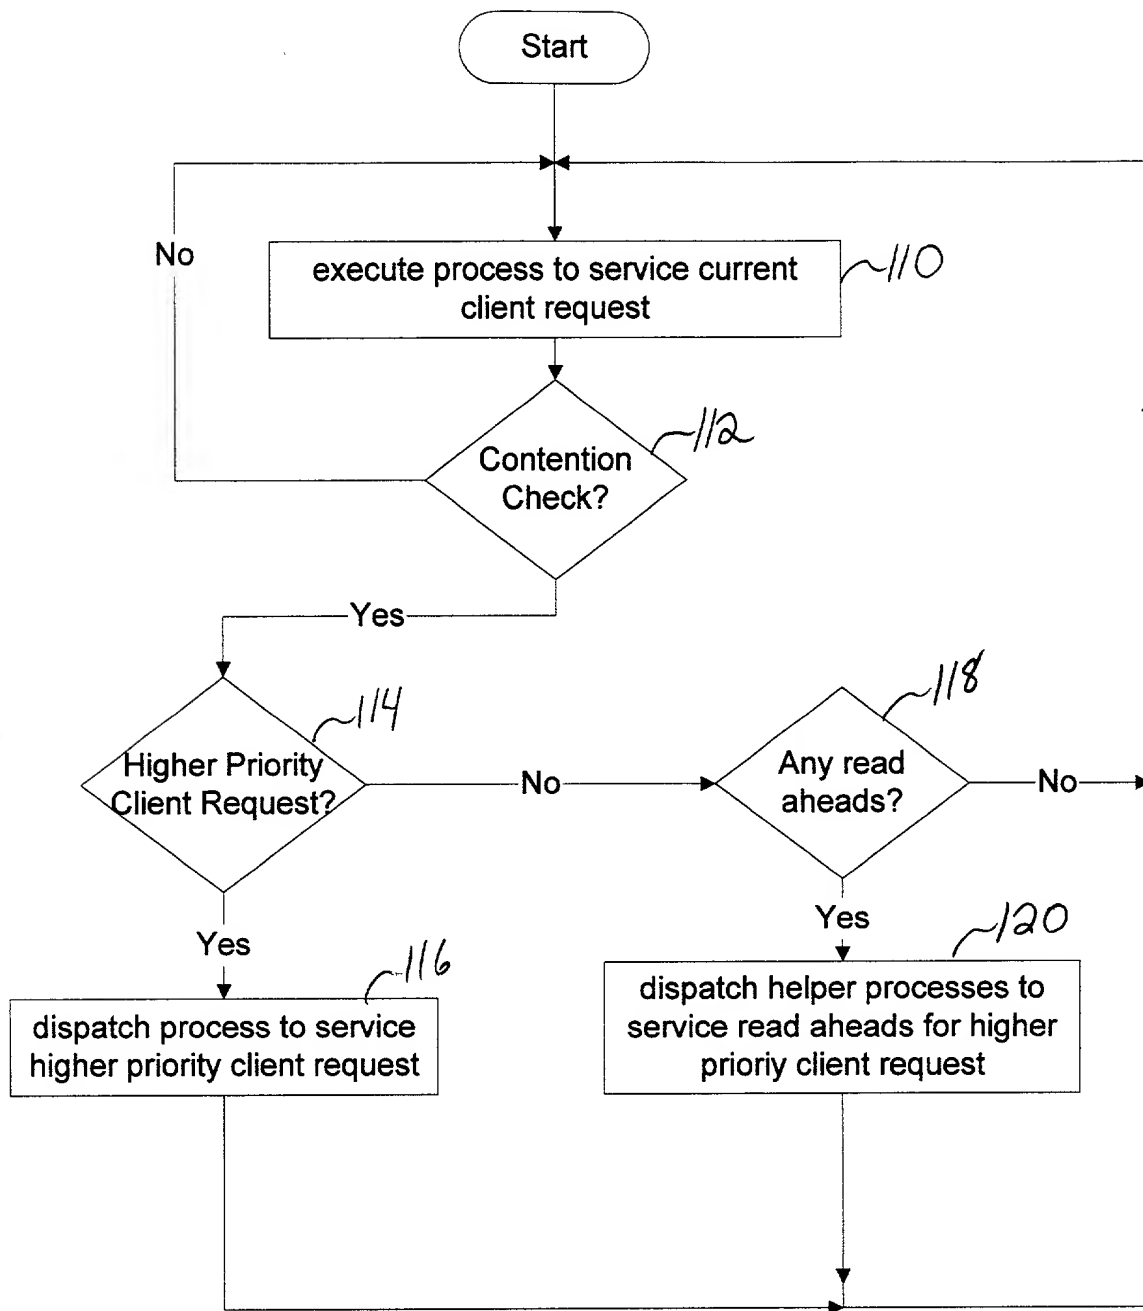 Start
No
execute process to service current
client request
110
Contention
Check?
112
Yes
Higher Priority
Client Request?
114
No
Any read
aheads?
118
No
Yes
Yes
dispatch process to service
higher priority client request
116
dispatch helper processes to
service read aheads for higher
prioriy client request
120